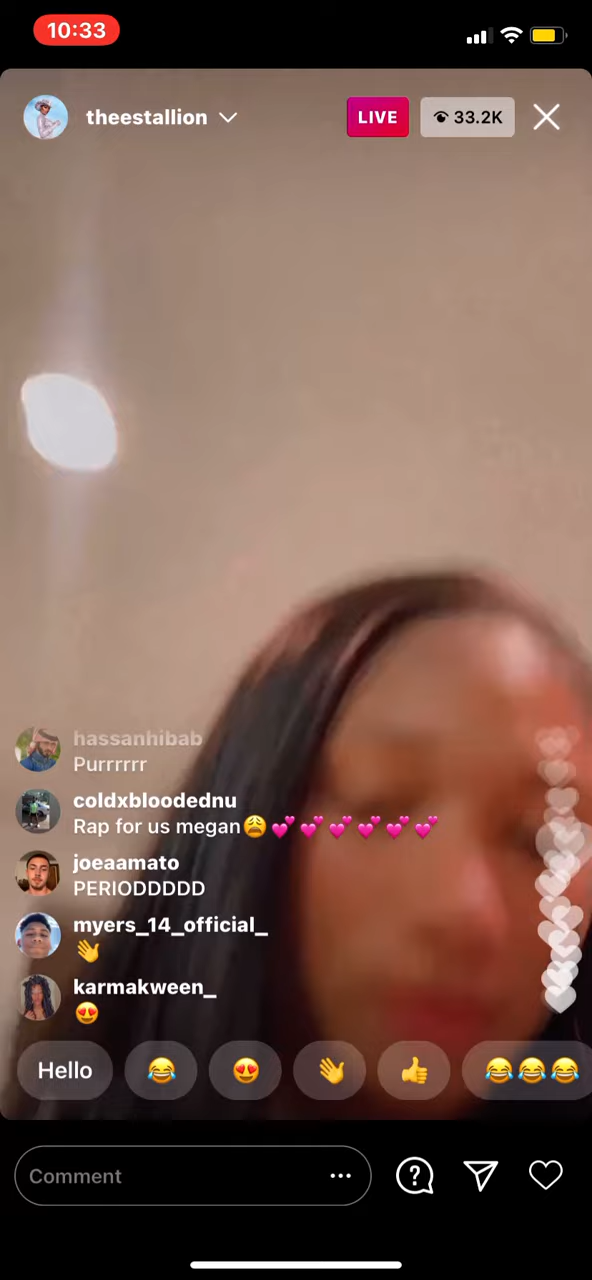 10:33
theestallion
LIVE
33.2K
hassanhibab
Purrrrrr
coldxbloodednu
Rap for us megan😩💕💕💕💕💕💕
joeaamato
PERIODDDDD
myers_14_official_
👋
karmakween_
😍
Hello 😂 😍 👋 👍 😂😂😂
Comment